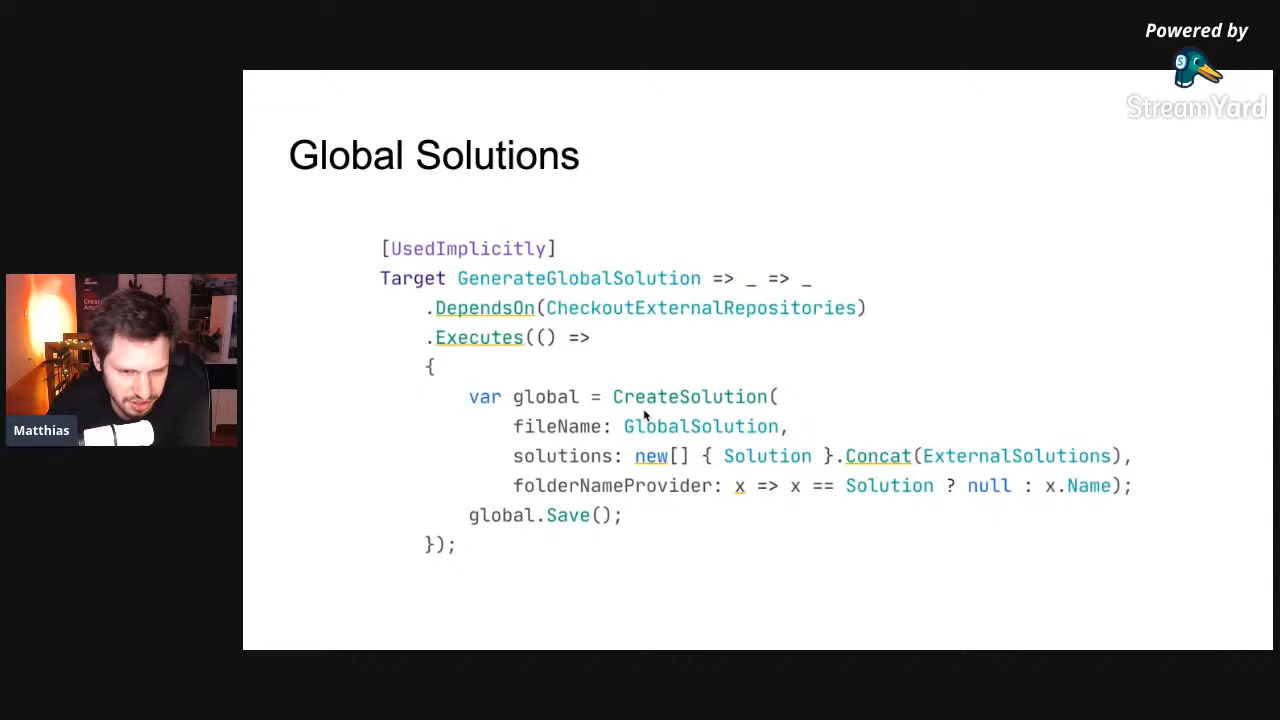 Powered by
StreamYard
Global Solutions
[UsedImplicitly]
Target GenerateGlobalSolution => _ => _
.DependsOn(CheckoutExternalRepositories)
.Executes(() =>
{
var global = CreateSolution(
fileName: GlobalSolution,
solutions: new[] { Solution }.Concat(ExternalSolutions),
folderNameProvider: x => x == Solution ? null : x.Name);
global.Save();
});
Matthias